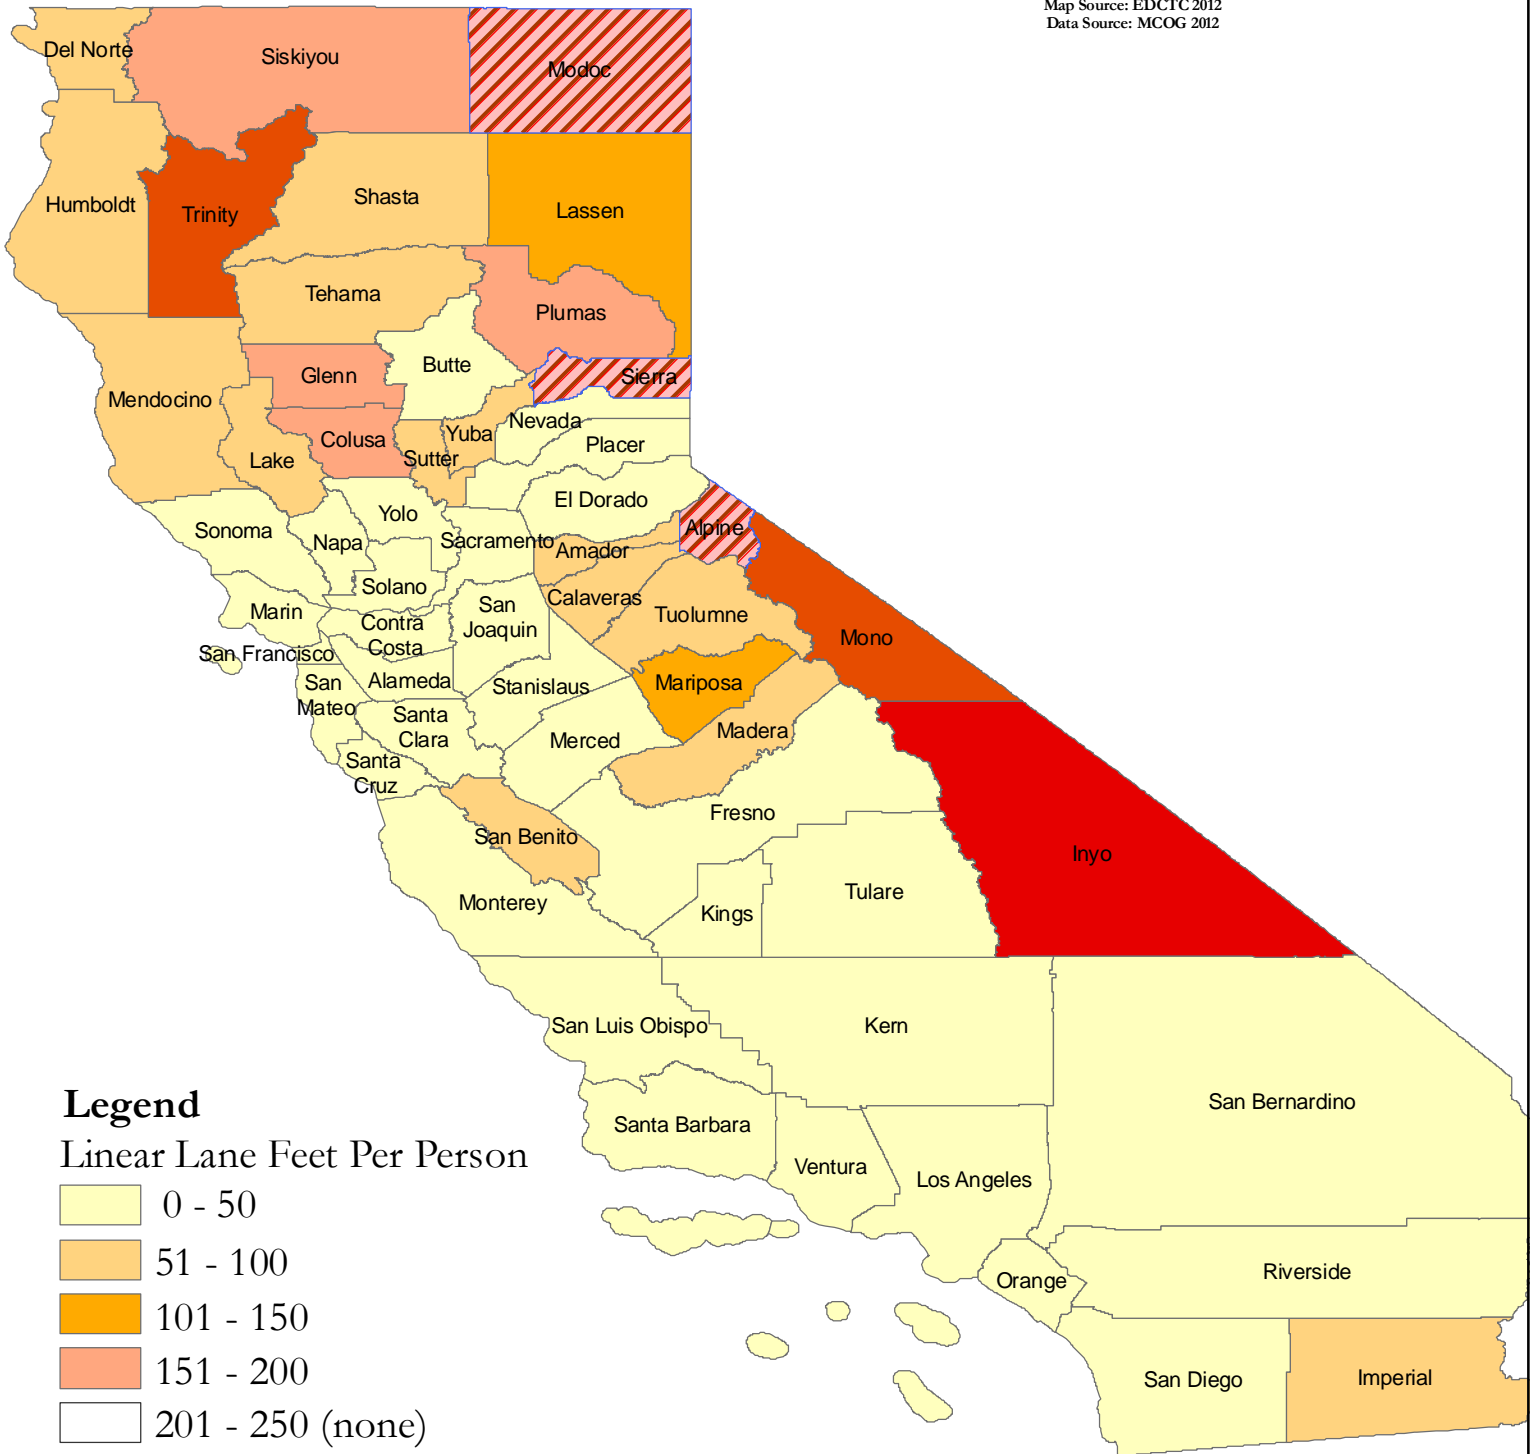 Map Source: EDCTC 2012
Data Source: MCOG 2012
Del Norte
Siskiyou
Modoc
Humboldt
Trinity
Shasta
Lassen
Tehama
Plumas
Mendocino
Glenn
Butte
Sierra
Lake
Colusa
Sutter
Yuba
Nevada
Placer
Sonoma
Napa
Yolo
Sacramento
El Dorado
Alpine
Amador
Solano
Marin
Calaveras
Tuolumne
Mono
San
Joaquin
Contra
Costa
San Francisco
Alameda
San
Mateo
Stanislaus
Mariposa
Santa
Clara
Merced
Madera
Santa
Cruz
Fresno
San Benito
Inyo
Monterey
Kings
Tulare
San Luis Obispo
Kern
San Bernardino
Santa Barbara
Ventura
Los Angeles
Orange
Riverside
San Diego
Imperial
Legend
Linear Lane Feet Per Person
0 - 50
51 - 100
101 - 150
151 - 200
201 - 250 (none)